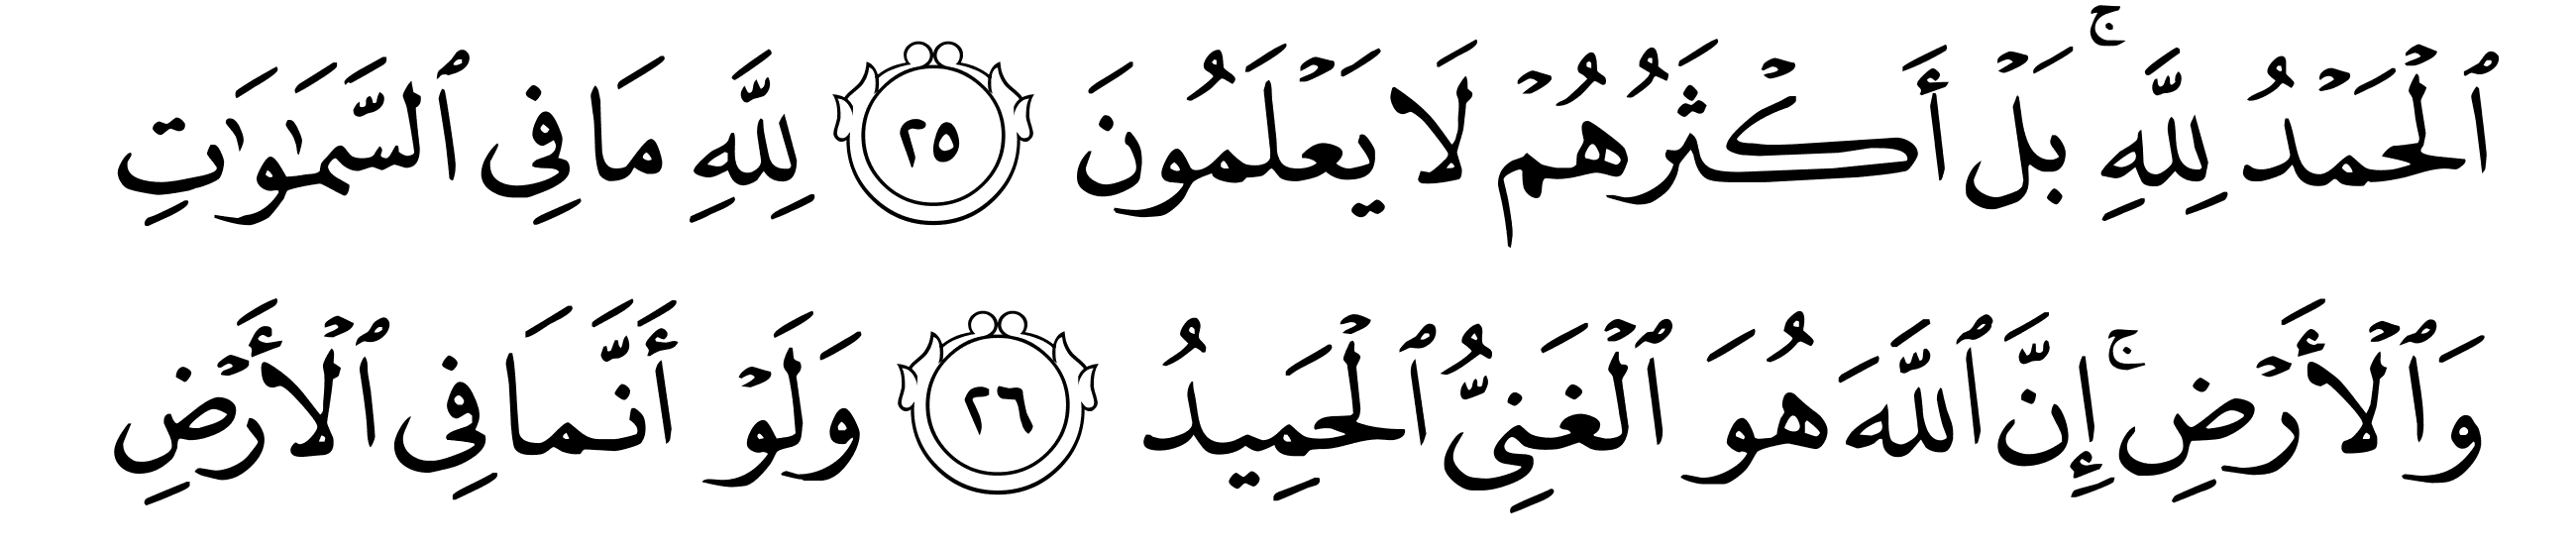 ٱلْحَمْدُ لِلَّهِ ۚ بَلْ أَكْثَرُهُمْ لَا يَعْلَمُونَ ٢٥ لِلَّهِ مَا فِى ٱلسَّمَٰوَٰتِ
وَٱلْأَرْضِ ۚ إِنَّ ٱللَّهَ هُوَ ٱلْغَنِىُّ ٱلْحَمِيدُ ٢٦ وَلَوْ أَنَّمَا فِى ٱلْأَرْضِ